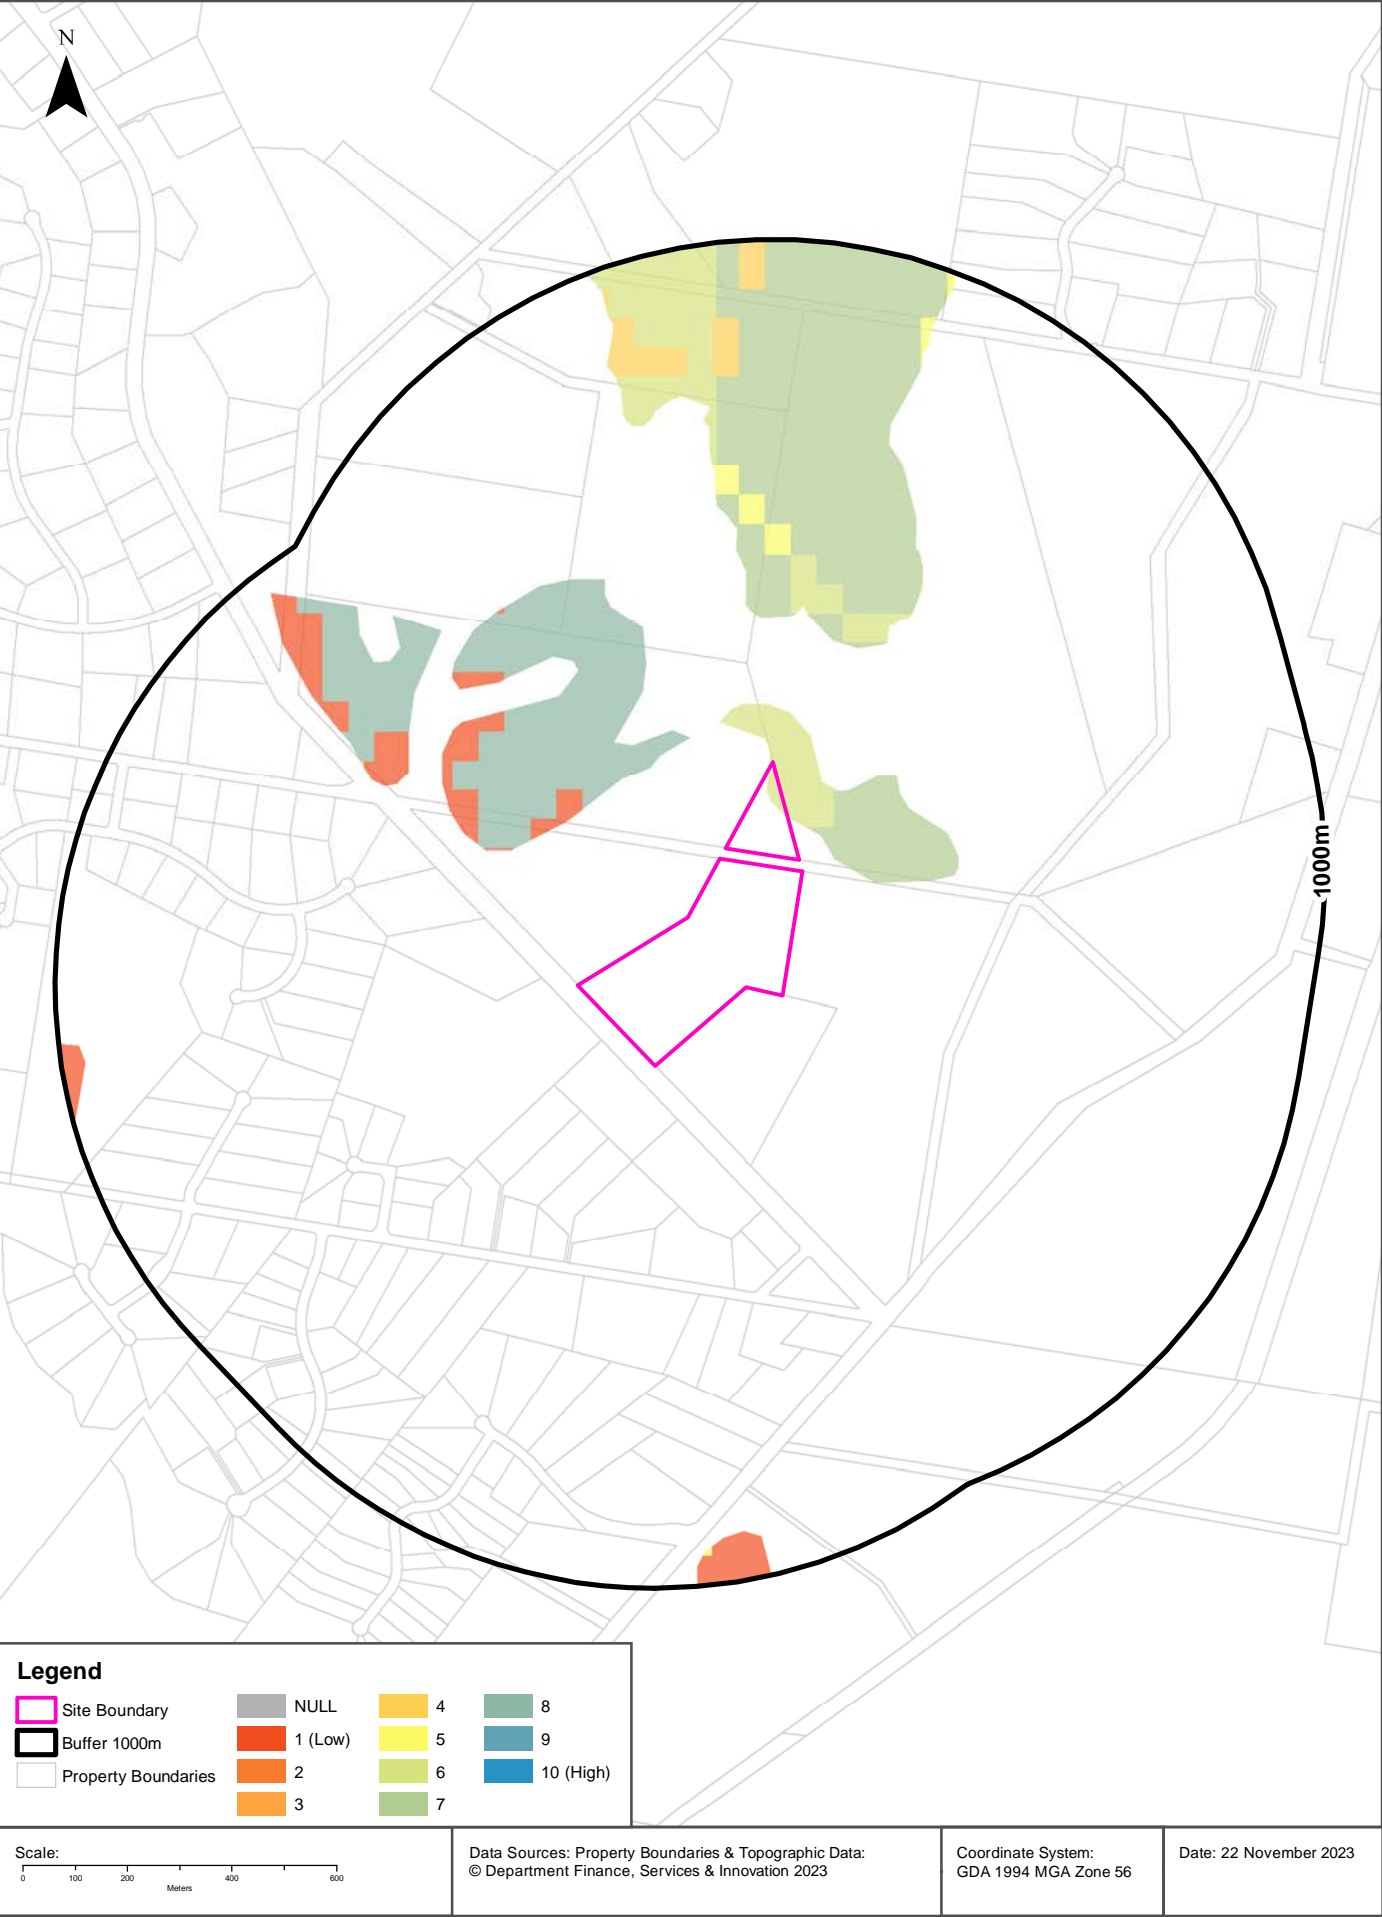 N
1000m
Legend
Site Boundary
Buffer 1000m
Property Boundaries
NULL
1 (Low)
2
3
4
5
6
7
8
9
10 (High)
Scale:
0 100 200 400 600
Meters
Data Sources: Property Boundaries & Topographic Data:
© Department Finance, Services & Innovation 2023
Coordinate System:
GDA 1994 MGA Zone 56
Date: 22 November 2023